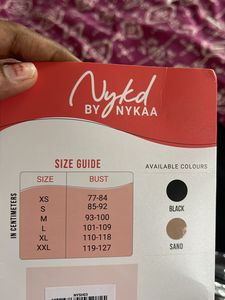 Nykd
BY NYKAA
SIZE GUIDE
AVAILABLE COLOURS
IN CENTIMETERS
SIZE BUST
XS 77-84
S 85-92
M 93-100
L 101-109
XL 110-118
XXL 119-127
BLACK
SAND